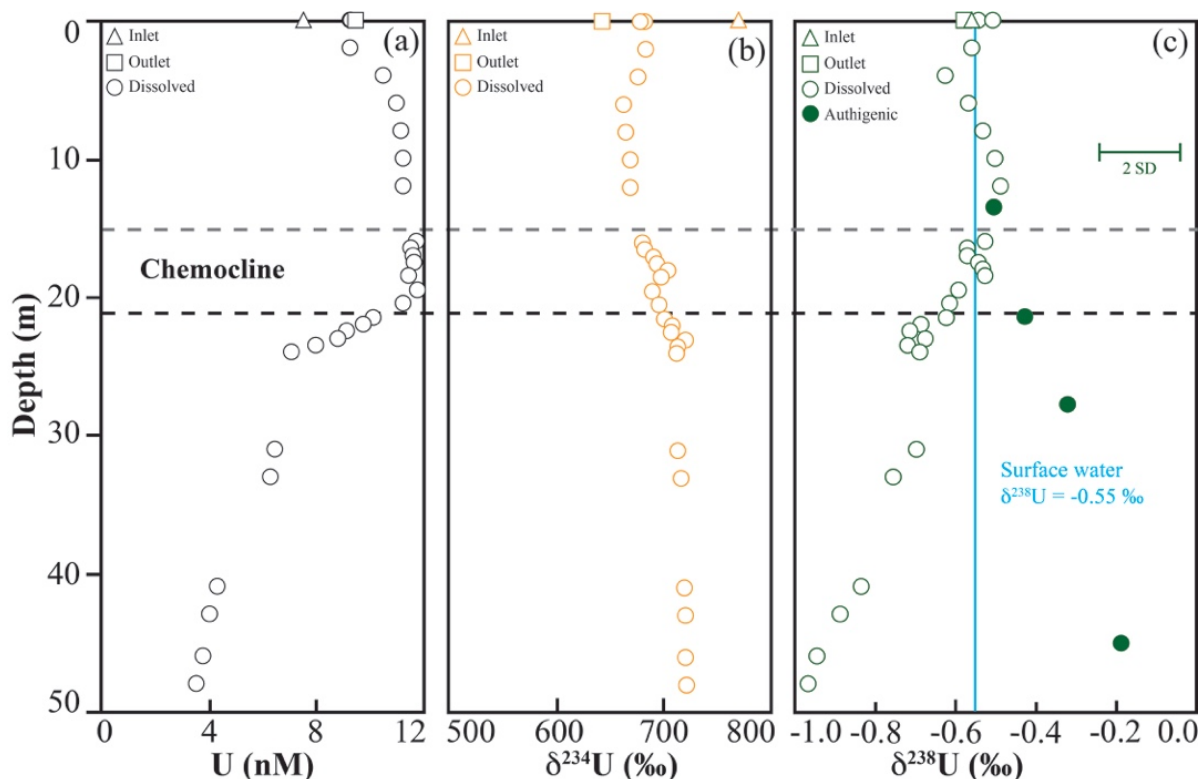 Depth (m)
0
10
20
30
40
50
(a)
Inlet
Outlet
Dissolved
Chemocline
0
4
8
12
U (nM)
(b)
Inlet
Outlet
Dissolved
500
600
700
800
δ²³⁴U (‰)
(c)
Inlet
Outlet
Dissolved
Authigenic
2 SD
Surface water
δ²³⁸U = -0.55 ‰
-1.0
-0.8
-0.6
-0.4
-0.2
0.0
δ²³⁸U (‰)